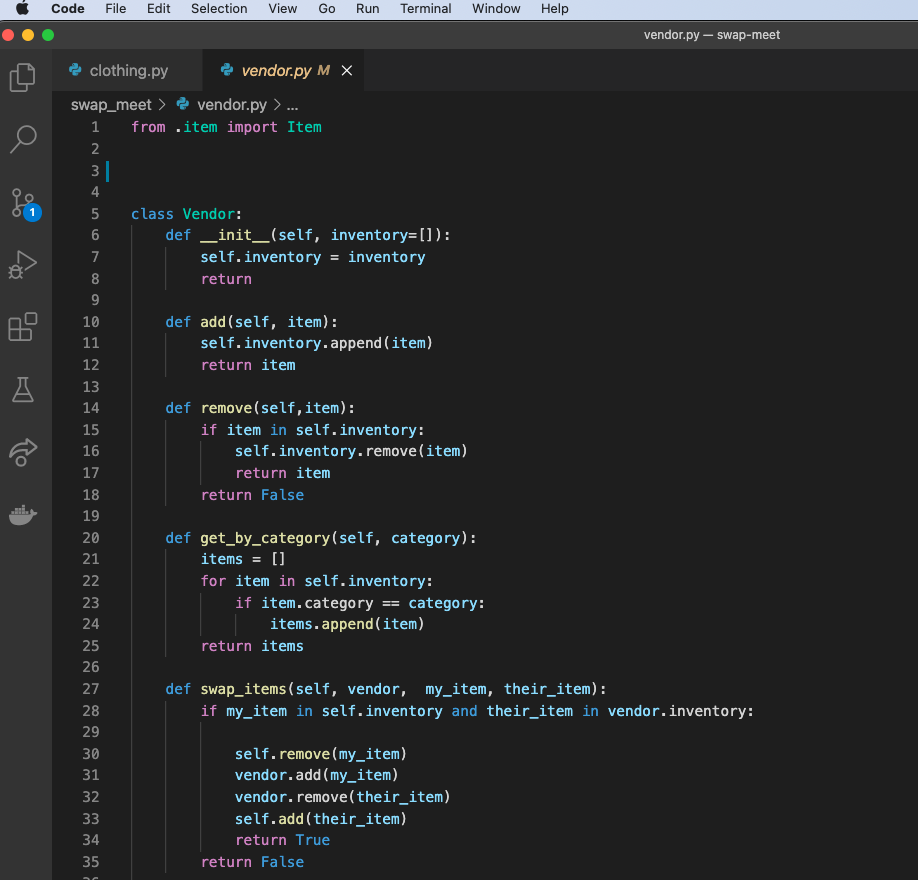 Code File Edit Selection View Go Run Terminal Window Help
vendor.py — swap-meet
clothing.py vendor.py M
swap_meet > vendor.py > ...
1 from .item import Item
2
3
4
5 class Vendor:
6     def __init__(self, inventory=[]):
7         self.inventory = inventory
8         return
9
10     def add(self, item):
11         self.inventory.append(item)
12         return item
13
14     def remove(self,item):
15         if item in self.inventory:
16             self.inventory.remove(item)
17             return item
18         return False
19
20     def get_by_category(self, category):
21         items = []
22         for item in self.inventory:
23             if item.category == category:
24                 items.append(item)
25         return items
26
27     def swap_items(self, vendor,  my_item, their_item):
28         if my_item in self.inventory and their_item in vendor.inventory:
29
30             self.remove(my_item)
31             vendor.add(my_item)
32             vendor.remove(their_item)
33             self.add(their_item)
34             return True
35         return False
1